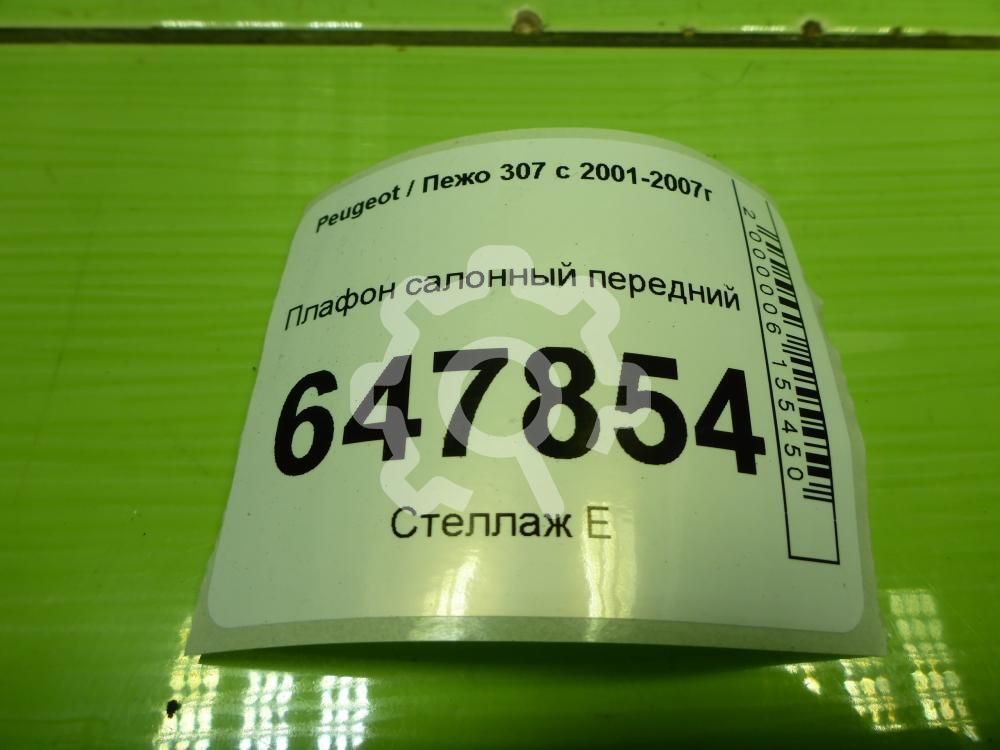 Peugeot / Пежо 307 с 2001-2007г
Плафон салонный передний
647854
Стеллаж Е
2000006155450